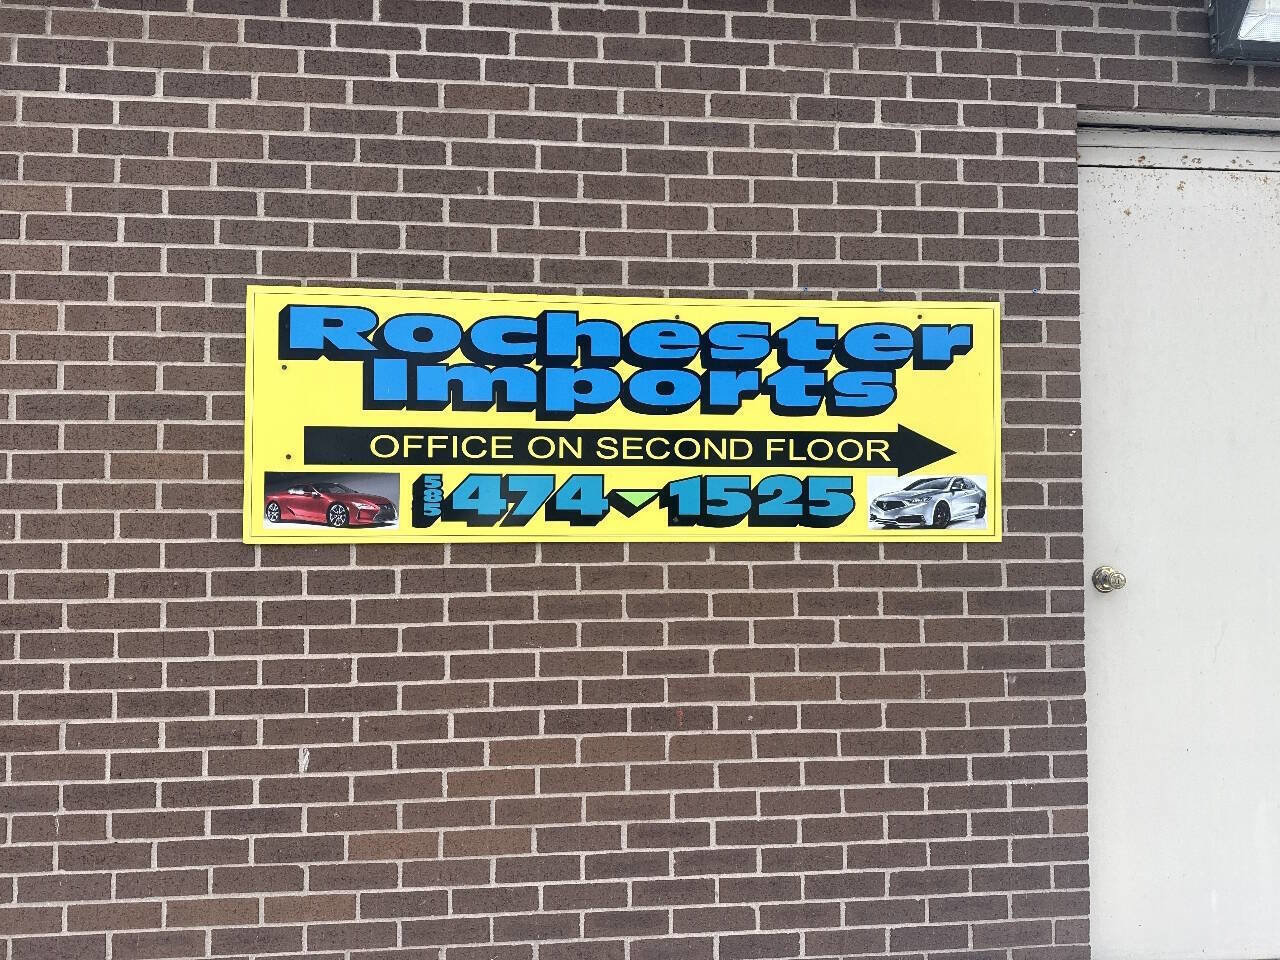 Rochester
Imports
OFFICE ON SECOND FLOOR
585 474-1525